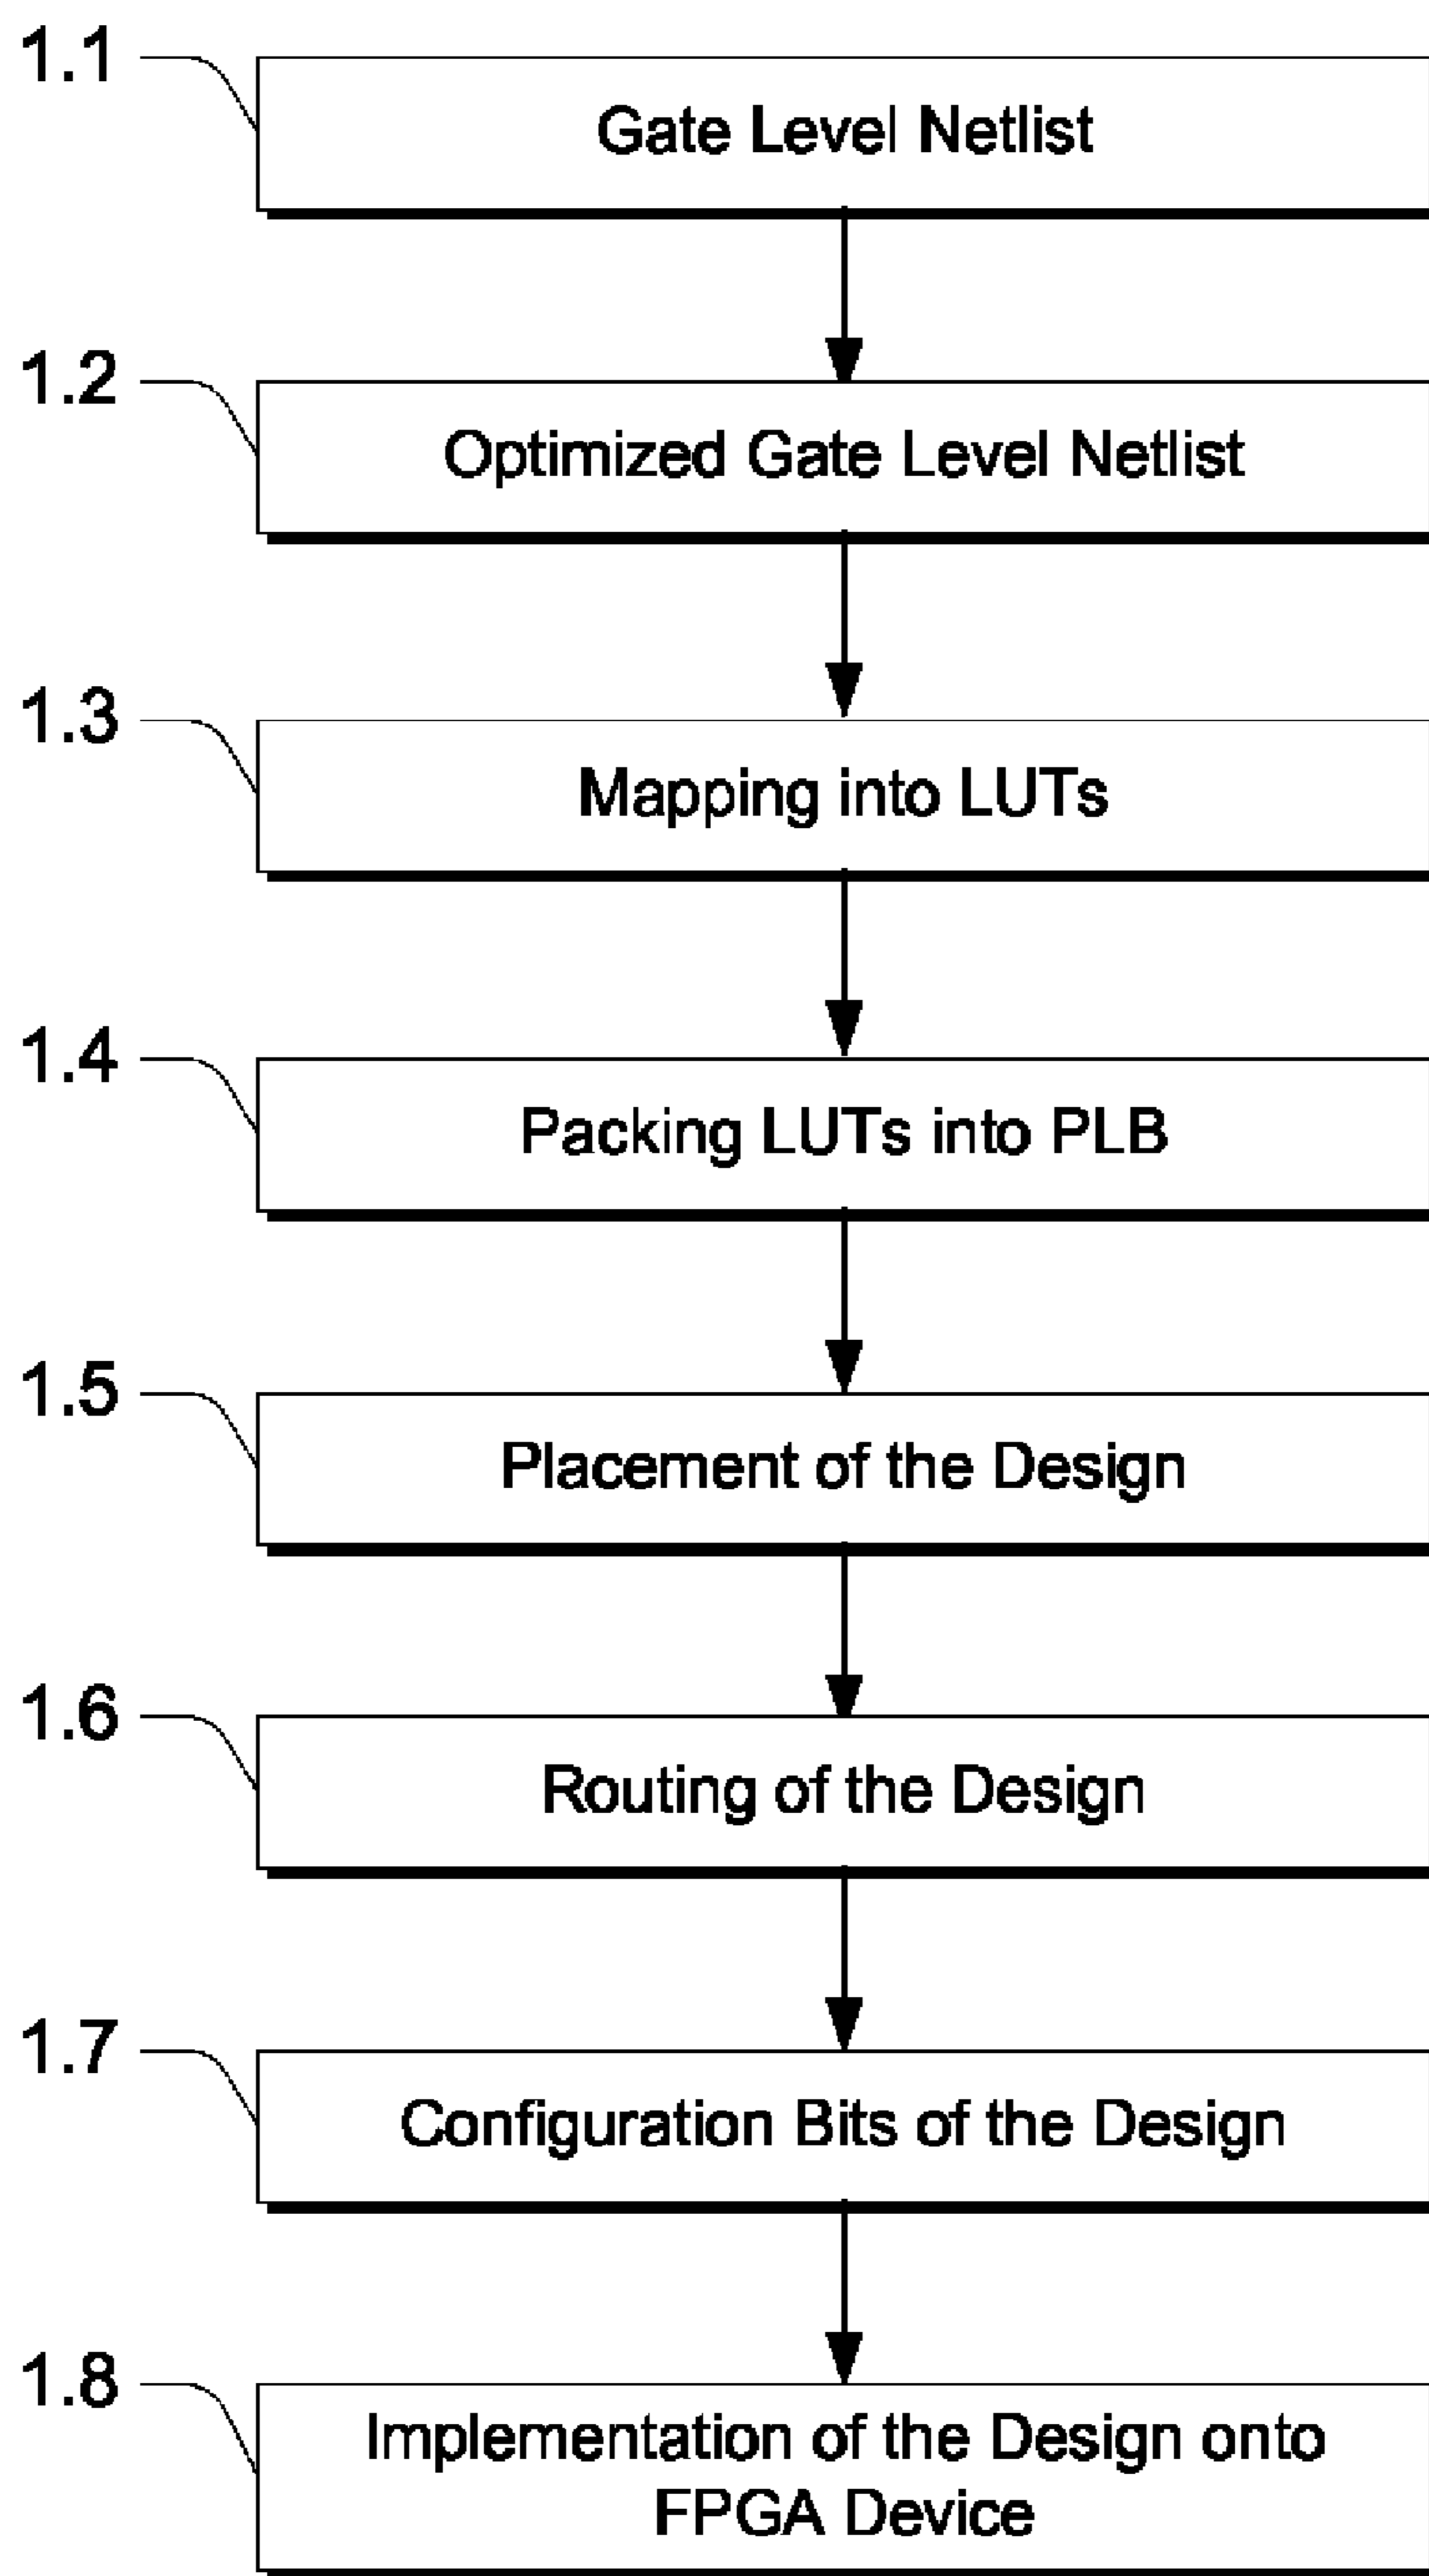 1.1
Gate Level Netlist
1.2
Optimized Gate Level Netlist
1.3
Mapping into LUTs
1.4
Packing LUTs into PLB
1.5
Placement of the Design
1.6
Routing of the Design
1.7
Configuration Bits of the Design
1.8
Implementation of the Design onto
FPGA Device